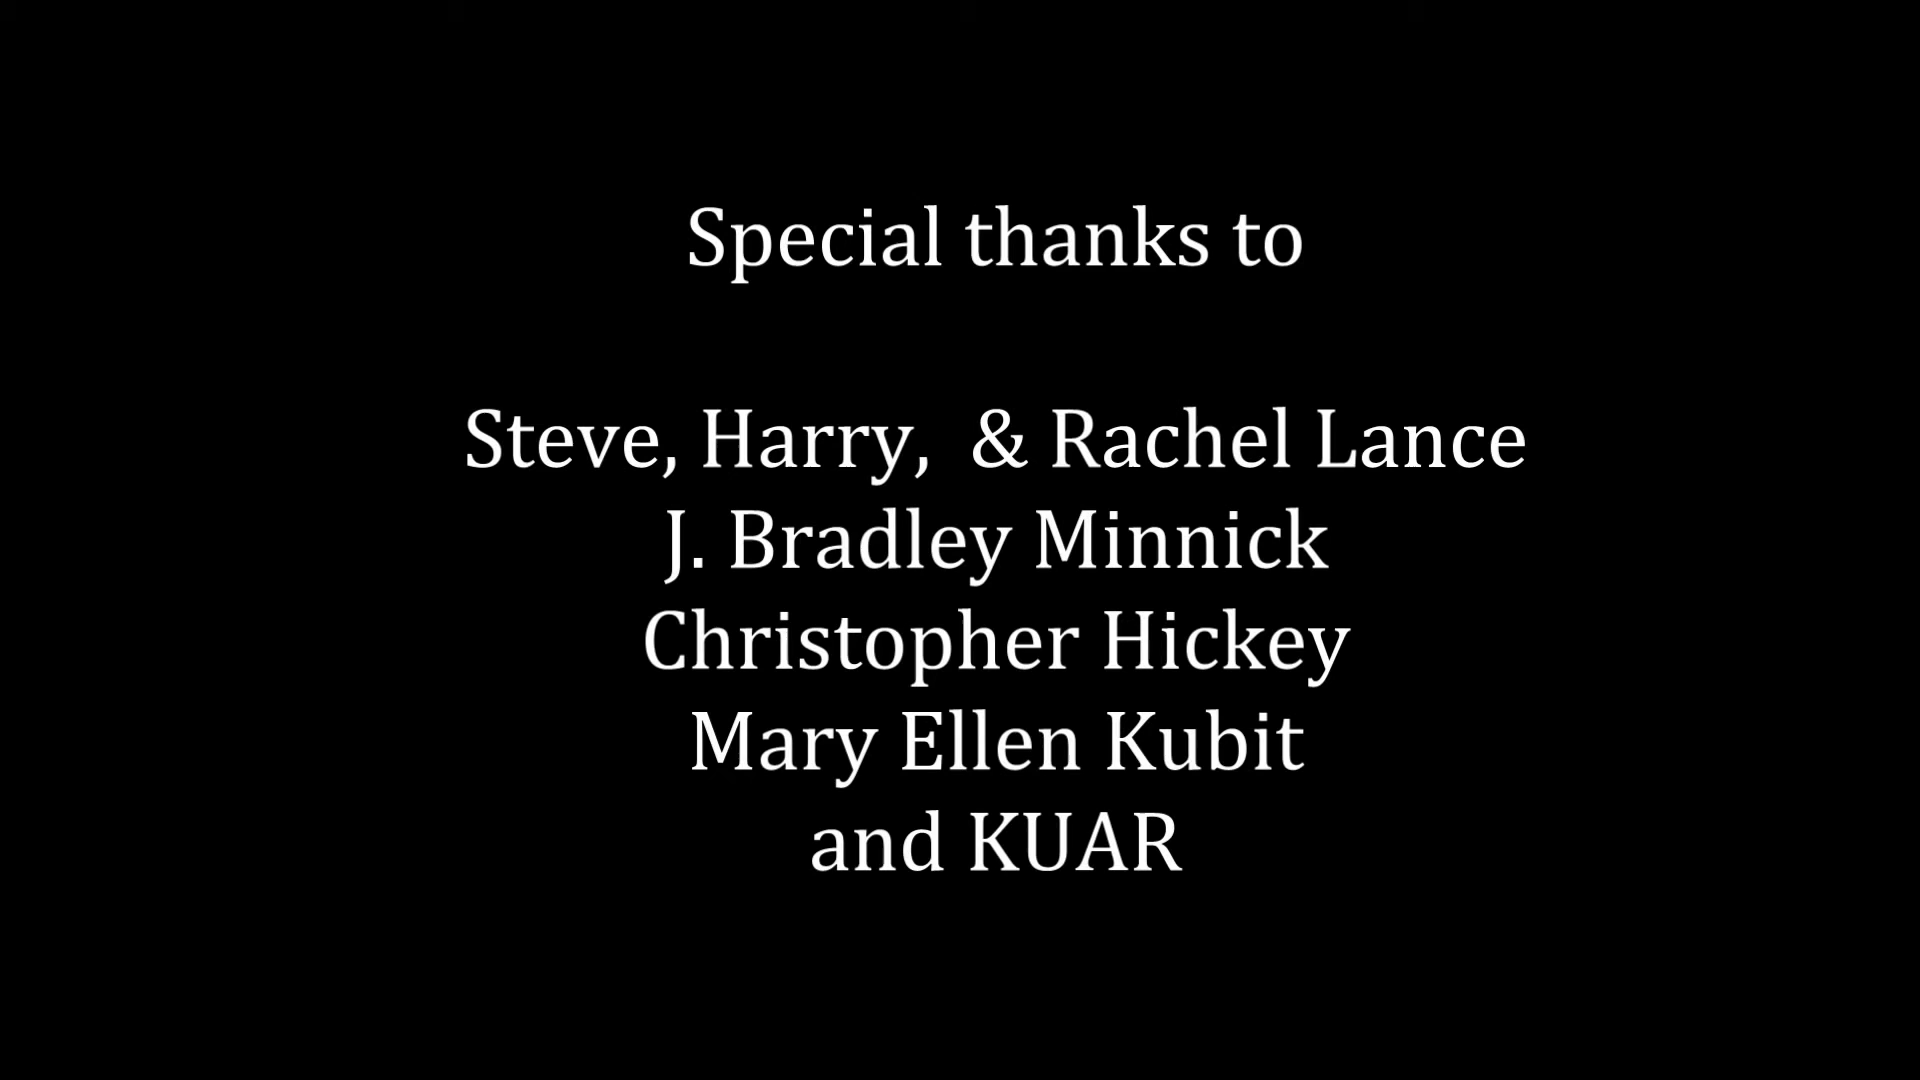 Special thanks to
Steve, Harry,  & Rachel Lance
J. Bradley Minnick
Christopher Hickey
Mary Ellen Kubit
and KUAR